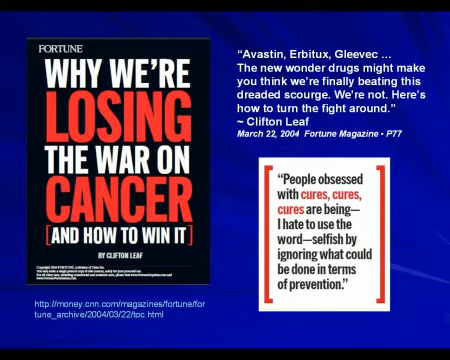 FORTUNE
WHY WE'RE
LOSING
THE WAR ON
CANCER
[AND HOW TO WIN IT]
BY CLIFTON LEAF
“Avastin, Erbitux, Gleevec ...
The new wonder drugs might make
you think we’re finally beating this
dreaded scourge. We’re not. Here’s
how to turn the fight around.”
~ Clifton Leaf
March 22, 2004 Fortune Magazine • P77
“People obsessed
with cures, cures,
cures are being—
I hate to use the
word—selfish by
ignoring what could
be done in terms
of prevention.”
http://money.cnn.com/magazines/fortune/for
tune_archive/2004/03/22/toc.html